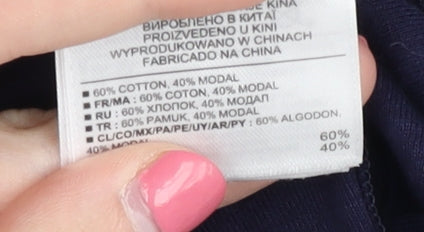 KINA
ВИРОБЛЕНО В КИТАЇ
PROIZVEDENO U KINI
WYPRODUKOWANO W CHINACH
FABRICADO NA CHINA
■ 60% COTTON, 40% MODAL
■ FR/MA : 60% COTON, 40% MODAL
■ RU : 60% ХЛОПОК, 40% МОДАЛ
■ TR : 60% PAMUK, 40% MODAL
■ CL/CO/MX/PA/PE/UY/AR/PY : 60% ALGODON,
40% MODAL
60%
40%